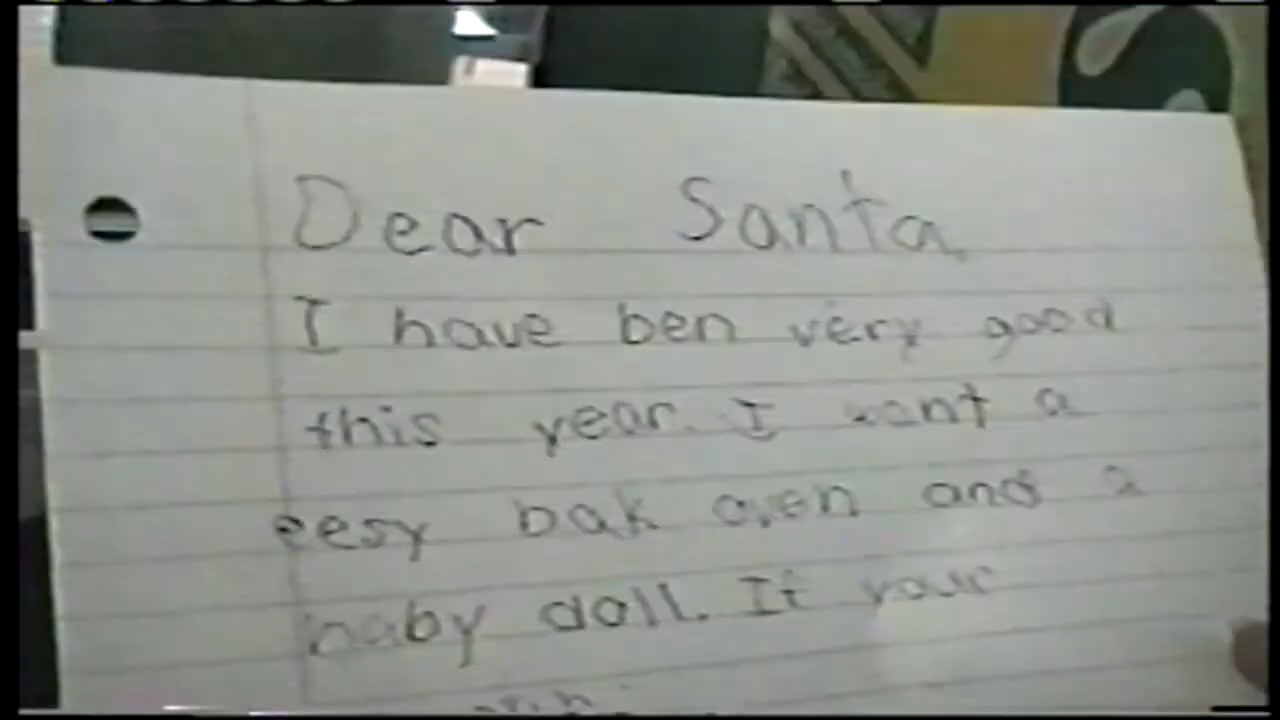 Dear Santa,
I have ben very good
this year. I want a
eesy bak oven and a
baby doll. If your